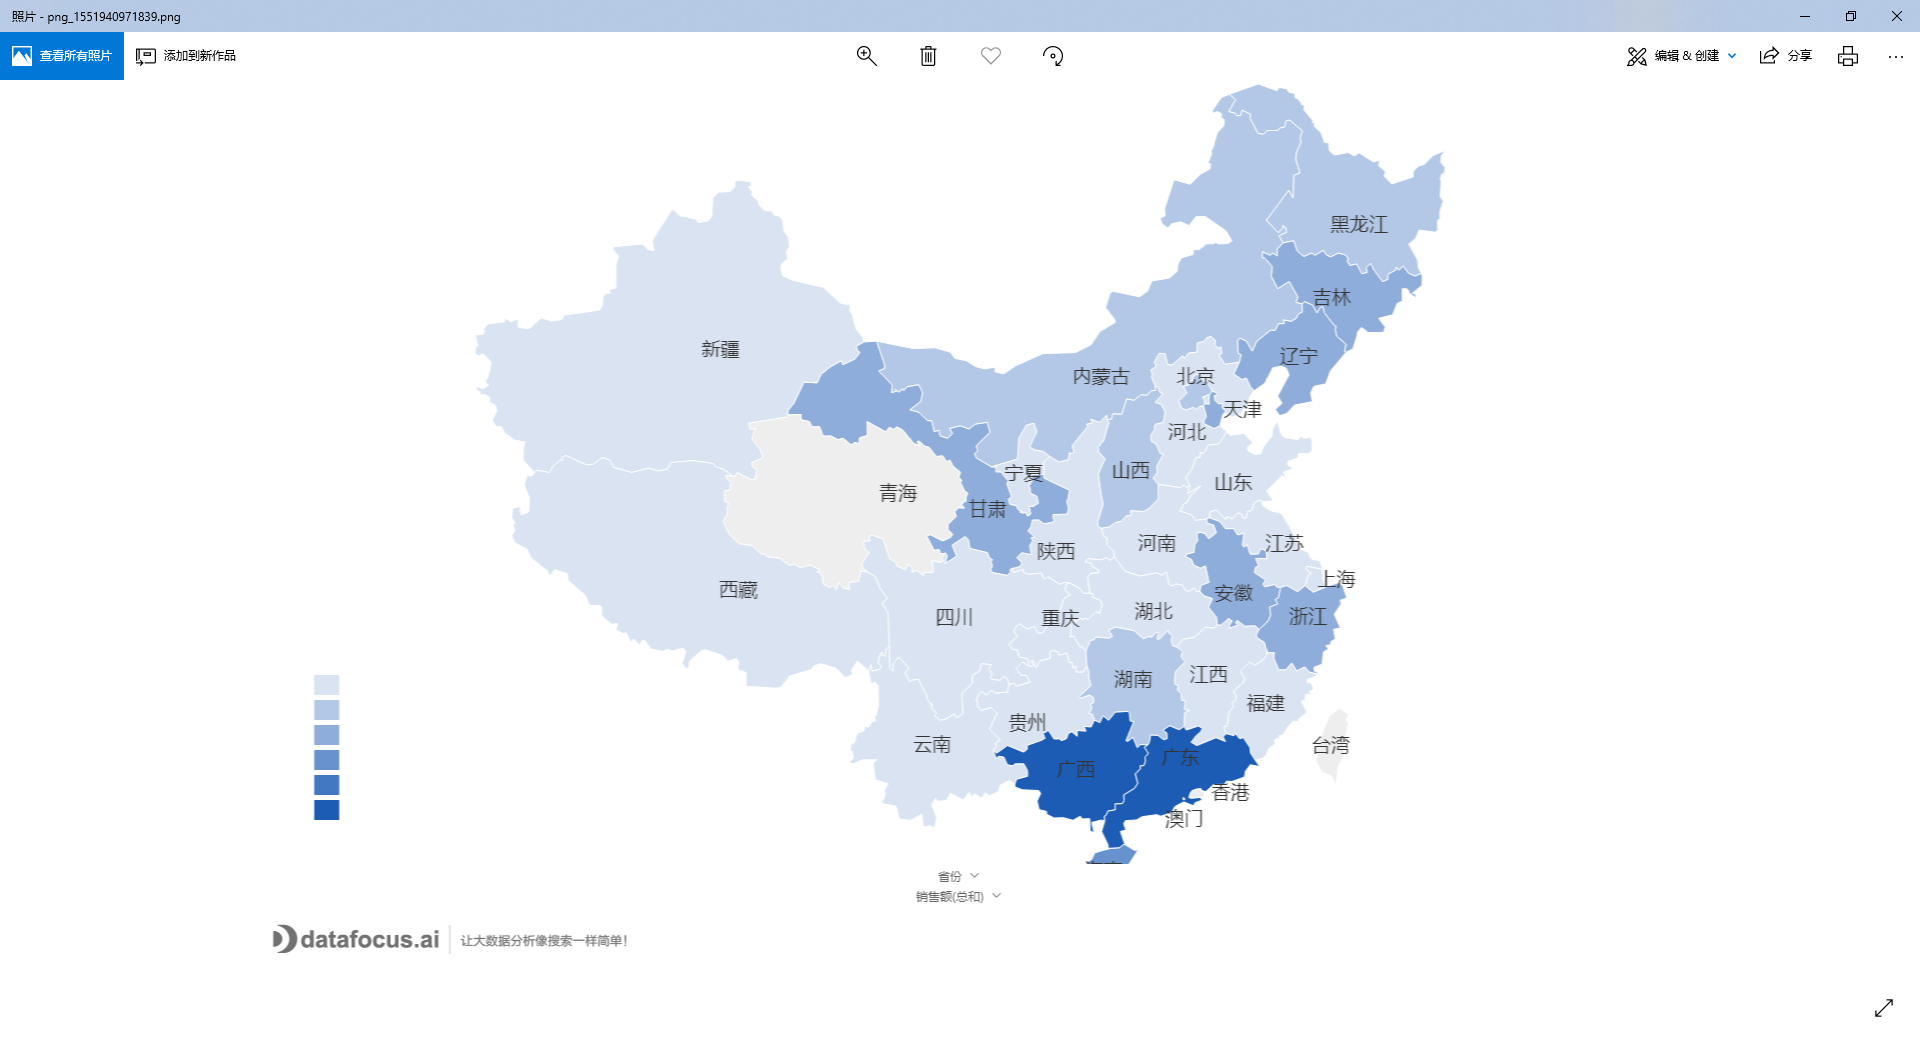 照片 - png_1551940971839.png
查看所有照片
添加到新作品
编辑 & 创建
分享
黑龙江
吉林
新疆
辽宁
内蒙古
北京
天津
河北
山西
宁夏
山东
青海
甘肃
河南
江苏
陕西
上海
西藏
安徽
湖北
浙江
四川
重庆
江西
湖南
福建
贵州
云南
台湾
广东
广西
香港
澳门
省份
销售额(总和)
datafocus.ai
让大数据分析像搜索一样简单!